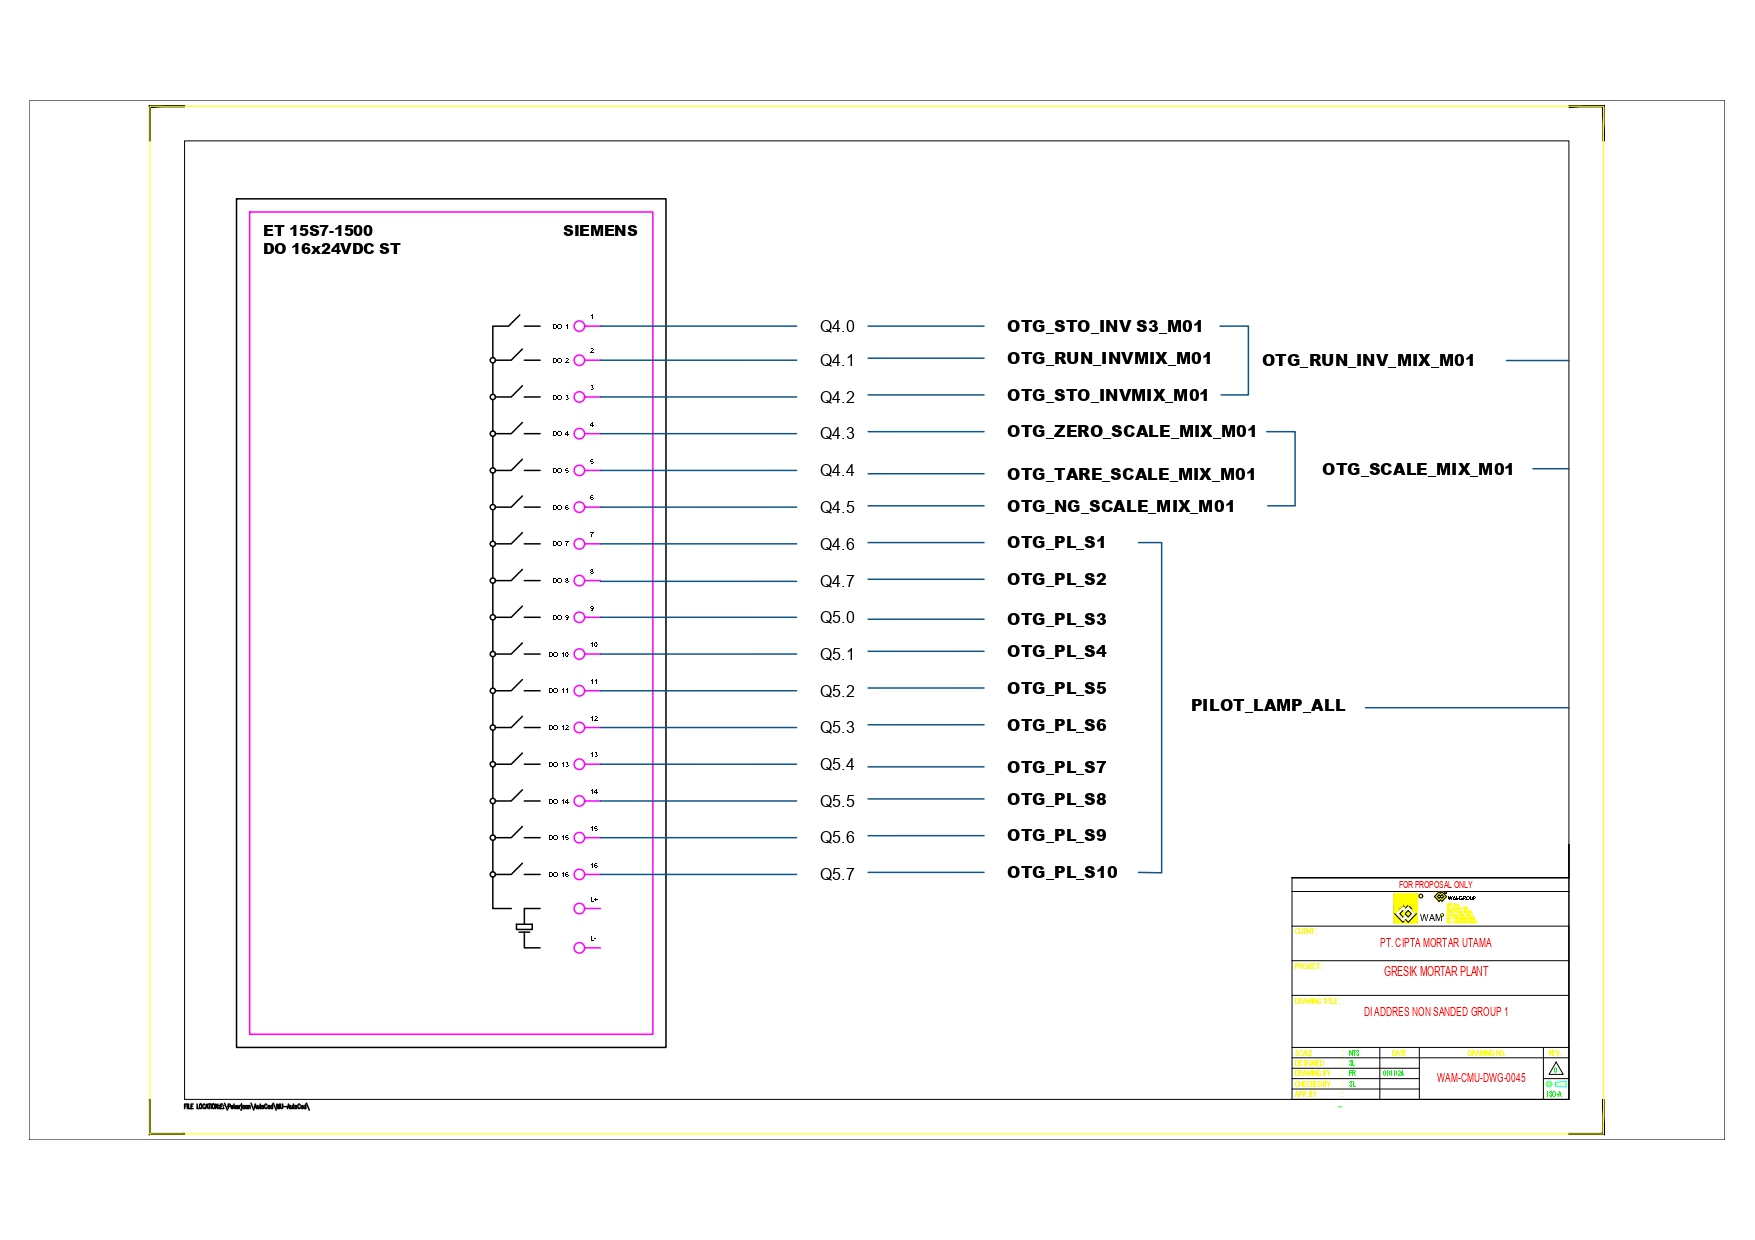 ET 15S7-1500 SIEMENS
DO 16x24VDC ST
DO 1 1 Q4.0 OTG_STO_INV S3_M01
DO 2 2 Q4.1 OTG_RUN_INVMIX_M01 OTG_RUN_INV_MIX_M01
DO 3 3 Q4.2 OTG_STO_INVMIX_M01
DO 4 4 Q4.3 OTG_ZERO_SCALE_MIX_M01
DO 5 5 Q4.4 OTG_TARE_SCALE_MIX_M01 OTG_SCALE_MIX_M01
DO 6 6 Q4.5 OTG_NG_SCALE_MIX_M01
DO 7 7 Q4.6 OTG_PL_S1
DO 8 8 Q4.7 OTG_PL_S2
DO 9 9 Q5.0 OTG_PL_S3
DO 10 10 Q5.1 OTG_PL_S4
DO 11 11 Q5.2 OTG_PL_S5
PILOT_LAMP_ALL
DO 12 12 Q5.3 OTG_PL_S6
DO 13 13 Q5.4 OTG_PL_S7
DO 14 14 Q5.5 OTG_PL_S8
DO 15 15 Q5.6 OTG_PL_S9
DO 16 16 Q5.7 OTG_PL_S10
L+
L-
FOR PROPOSAL ONLY
WAMGROUP
WAM
CLIENT :
PT. CIPTA MORTAR UTAMA
PROJECT :
GRESIK MORTAR PLANT
DRAWING TITLE :
DI ADDRES NON SANDED GROUP 1
SCALE : NTS DATE DRAWING NO. REV.
DESIGNED : SL
DRAWING BY : FR WAM-CMU-DWG-0045
CHECKED BY : SL
APP. BY : ISO-A
FILE LOCATION:E:\Pekerjaan\AutoCad\MU-AutoCad\